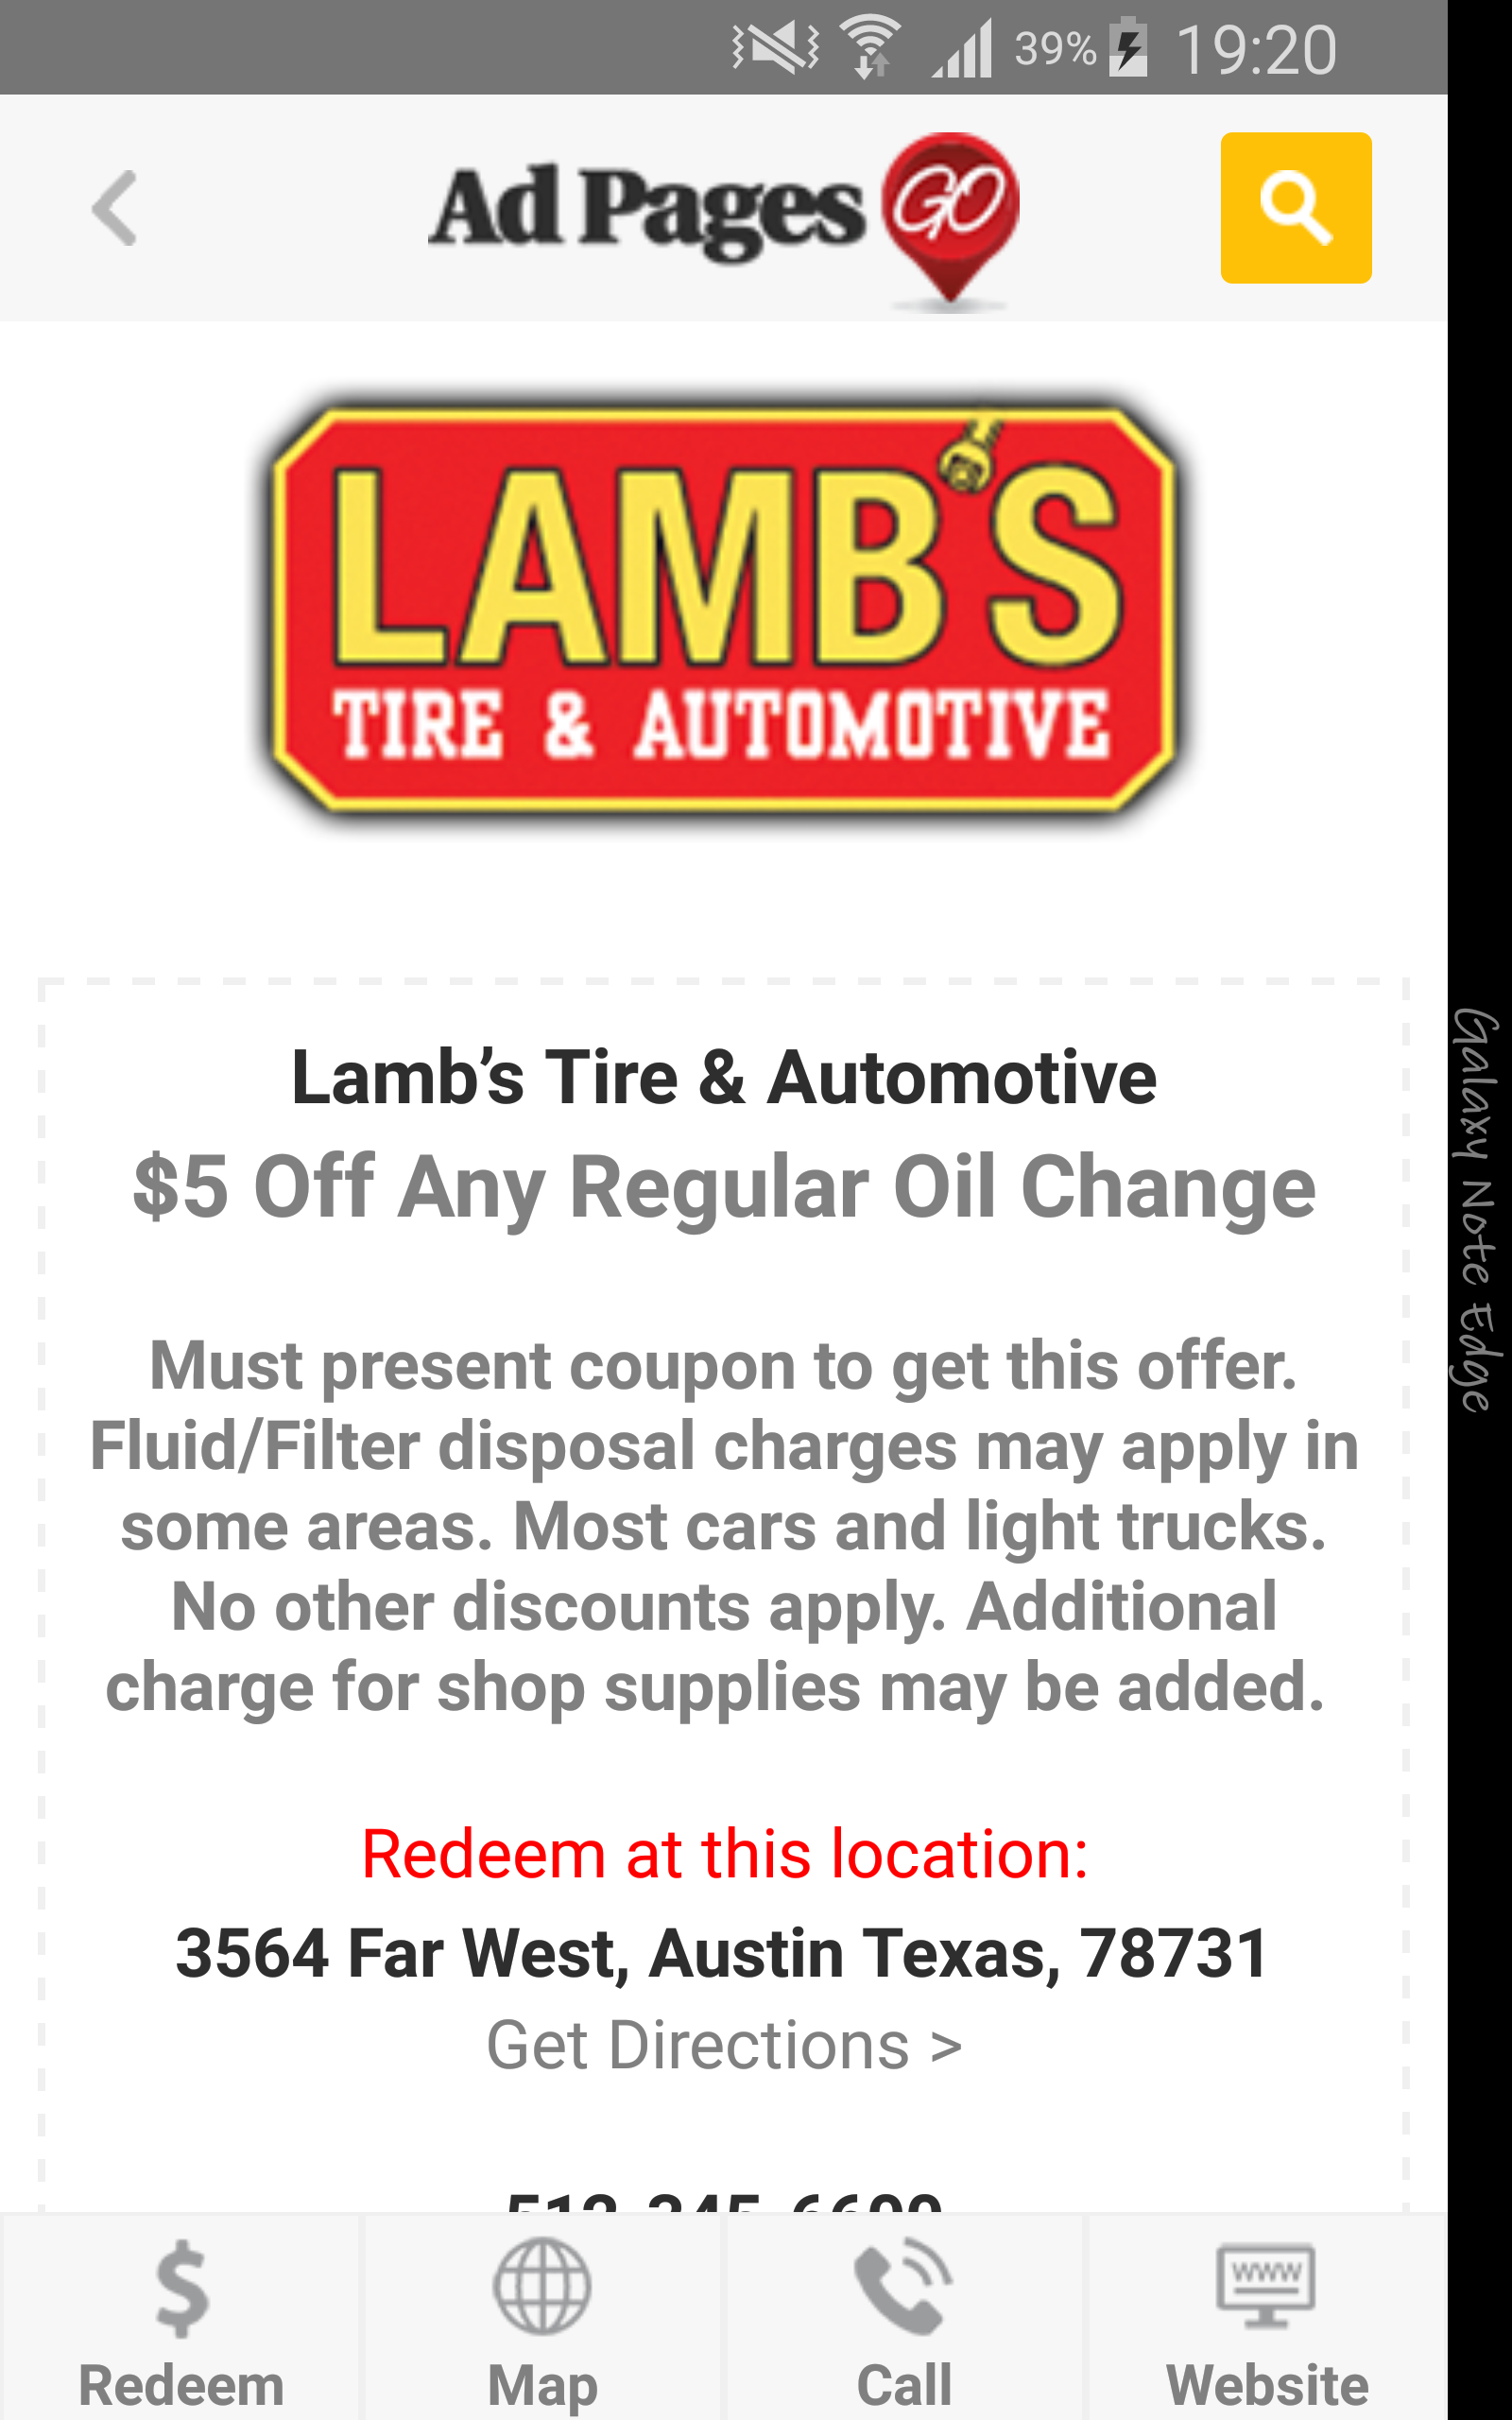 39% 19:20
Ad Pages GO
LAMB'S
TIRE & AUTOMOTIVE
Lamb’s Tire & Automotive
$5 Off Any Regular Oil Change
Must present coupon to get this offer.
Fluid/Filter disposal charges may apply in
some areas. Most cars and light trucks.
No other discounts apply. Additional
charge for shop supplies may be added.
Redeem at this location:
3564 Far West, Austin Texas, 78731
Get Directions >
www
Redeem Map Call Website
Galaxy Note Edge